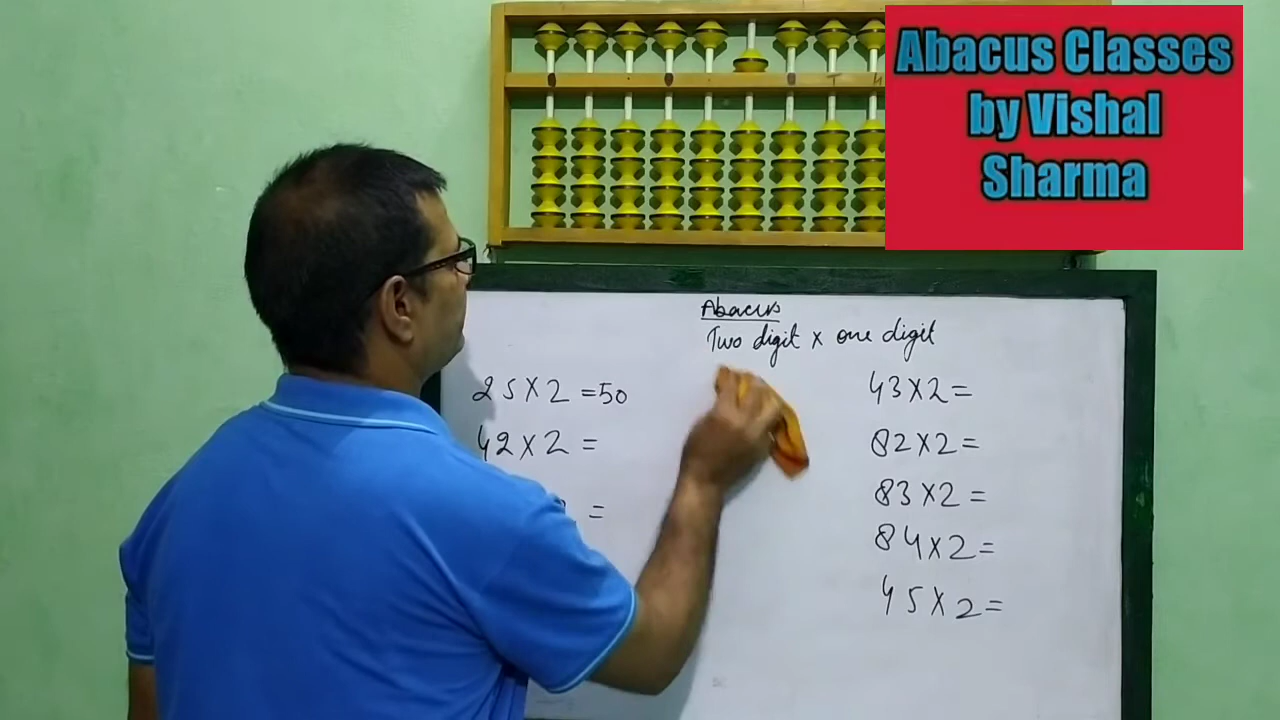 Abacus Classes
by Vishal
Sharma
Abacus
Two digit x one digit
25X2=50
42X2=
=
43X2=
82X2=
83X2=
84X2=
45X2=